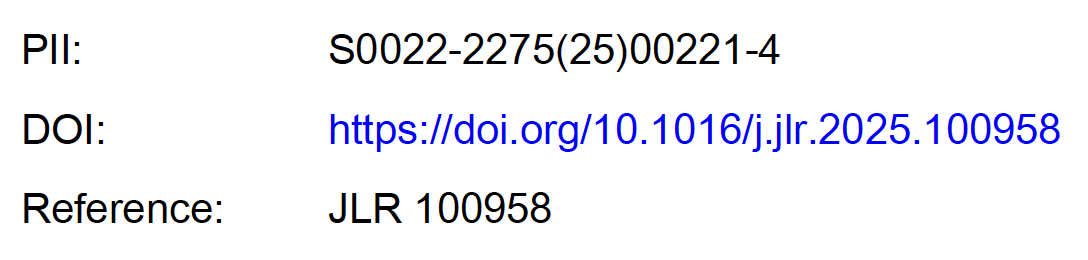 PII: S0022-2275(25)00221-4
DOI: https://doi.org/10.1016/j.jlr.2025.100958
Reference: JLR 100958